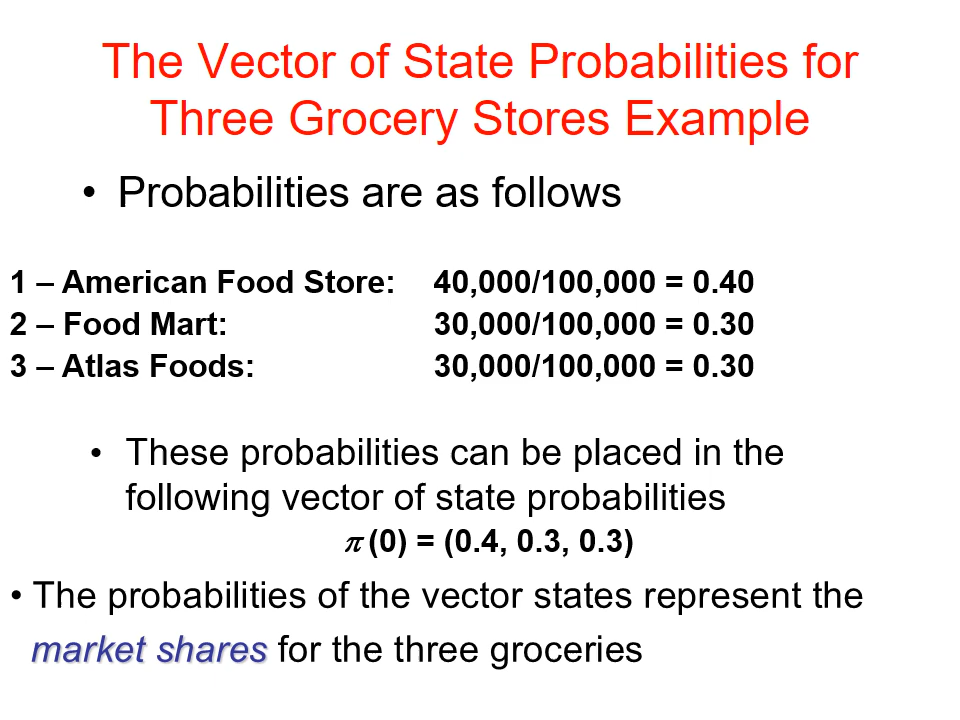 The Vector of State Probabilities for
Three Grocery Stores Example
• Probabilities are as follows
1 – American Food Store: 40,000/100,000 = 0.40
2 – Food Mart: 30,000/100,000 = 0.30
3 – Atlas Foods: 30,000/100,000 = 0.30
• These probabilities can be placed in the
following vector of state probabilities
π (0) = (0.4, 0.3, 0.3)
• The probabilities of the vector states represent the
market shares for the three groceries